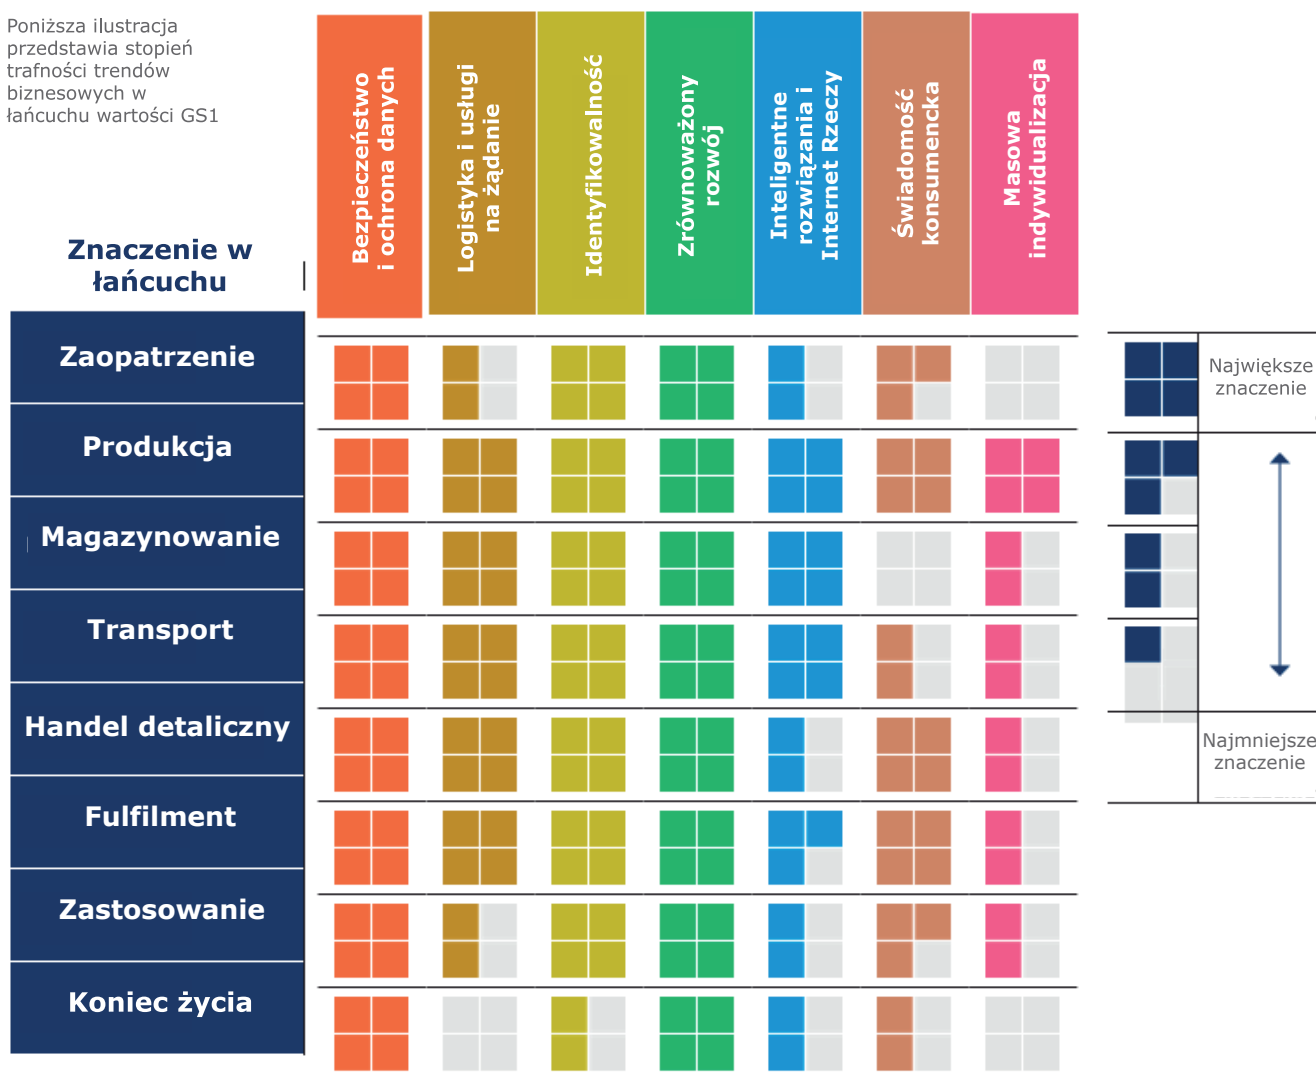 Poniższa ilustracja
przedstawia stopień
trafności trendów
biznesowych w
łańcuchu wartości GS1
Bezpieczeństwo
i ochrona danych
Logistyka i usługi
na żądanie
Identyfikowalność
Zrównoważony
rozwój
Inteligentne
rozwiązania i
Internet Rzeczy
Świadomość
konsumencka
Masowa
indywidualizacja
Znaczenie w
łańcuchu
Zaopatrzenie
Produkcja
Magazynowanie
Transport
Handel detaliczny
Fulfilment
Zastosowanie
Koniec życia
Największe
znaczenie
Najmniejsze
znaczenie